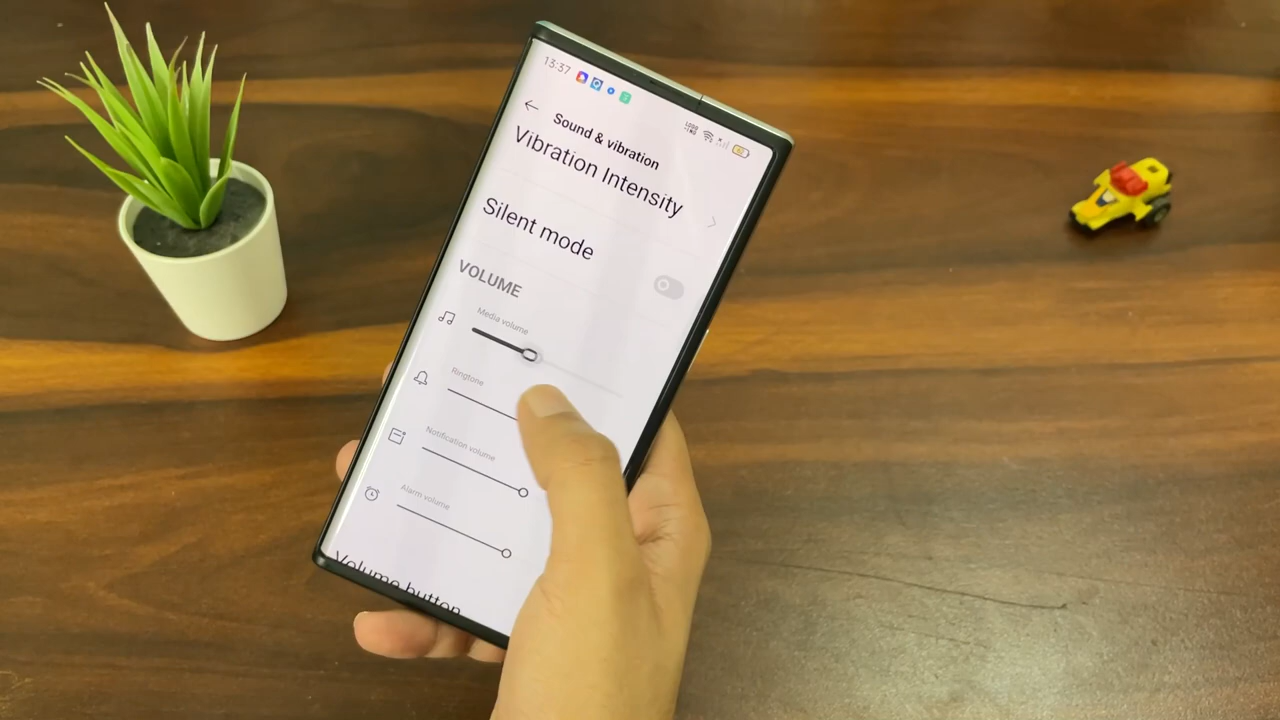 13:37
Sound & vibration
Vibration Intensity
Silent mode
VOLUME
Media volume
Ringtone
Notification volume
Alarm volume
Volume button